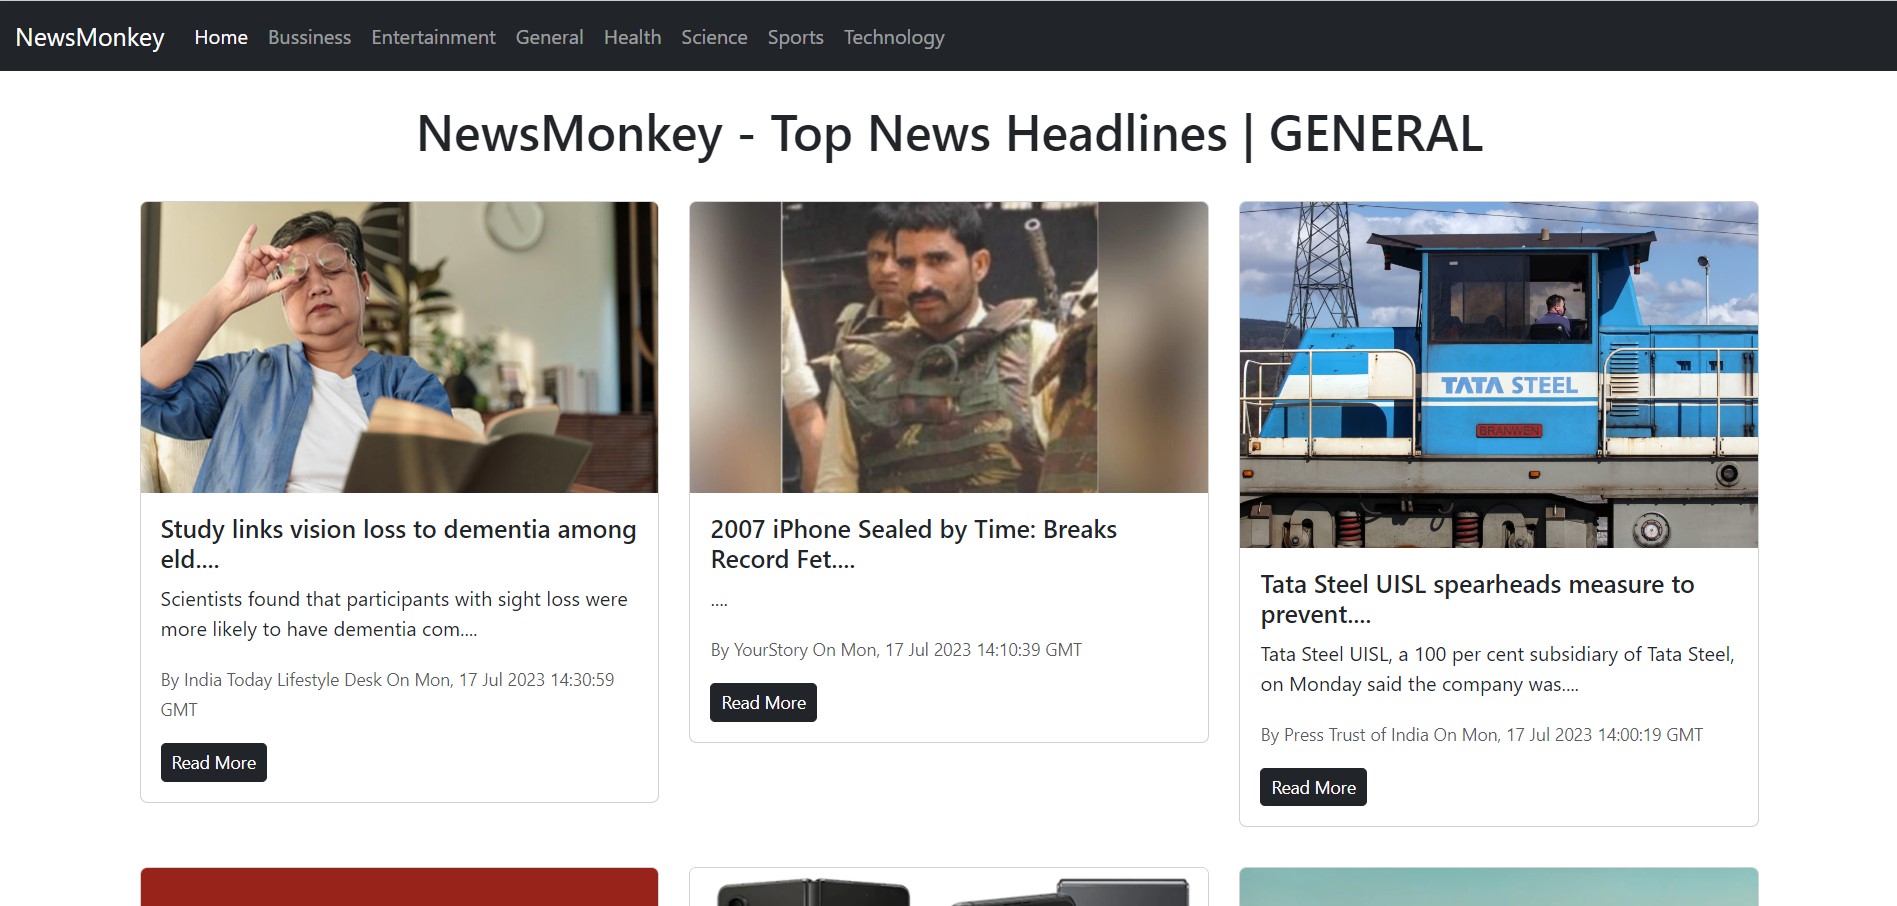 NewsMonkey Home Bussiness Entertainment General Health Science Sports Technology
NewsMonkey - Top News Headlines | GENERAL
Study links vision loss to dementia among
eld....
Scientists found that participants with sight loss were
more likely to have dementia com....
By India Today Lifestyle Desk On Mon, 17 Jul 2023 14:30:59
GMT
Read More
2007 iPhone Sealed by Time: Breaks
Record Fet....
....
By YourStory On Mon, 17 Jul 2023 14:10:39 GMT
Read More
TATA STEEL
BRANWEN
Tata Steel UISL spearheads measure to
prevent....
Tata Steel UISL, a 100 per cent subsidiary of Tata Steel,
on Monday said the company was....
By Press Trust of India On Mon, 17 Jul 2023 14:00:19 GMT
Read More